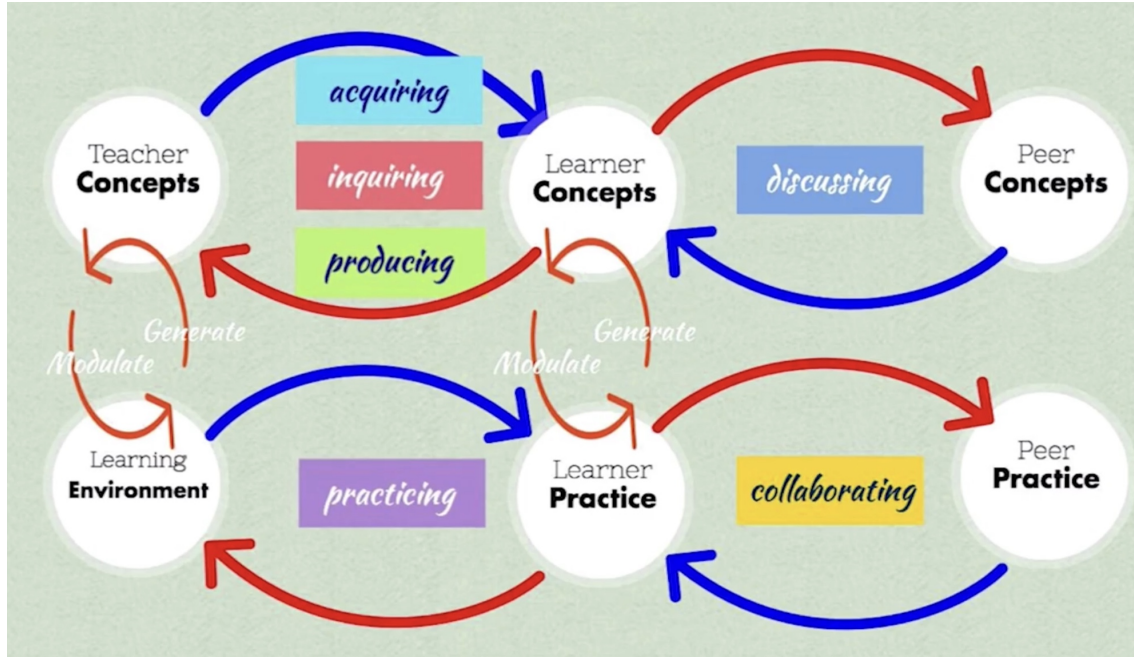 acquiring
Teacher
Concepts
inquiring
Learner
Concepts
discussing
Peer
Concepts
producing
Generate
Modulate
Generate
Modulate
Learning
Environment
practicing
Learner
Practice
collaborating
Peer
Practice